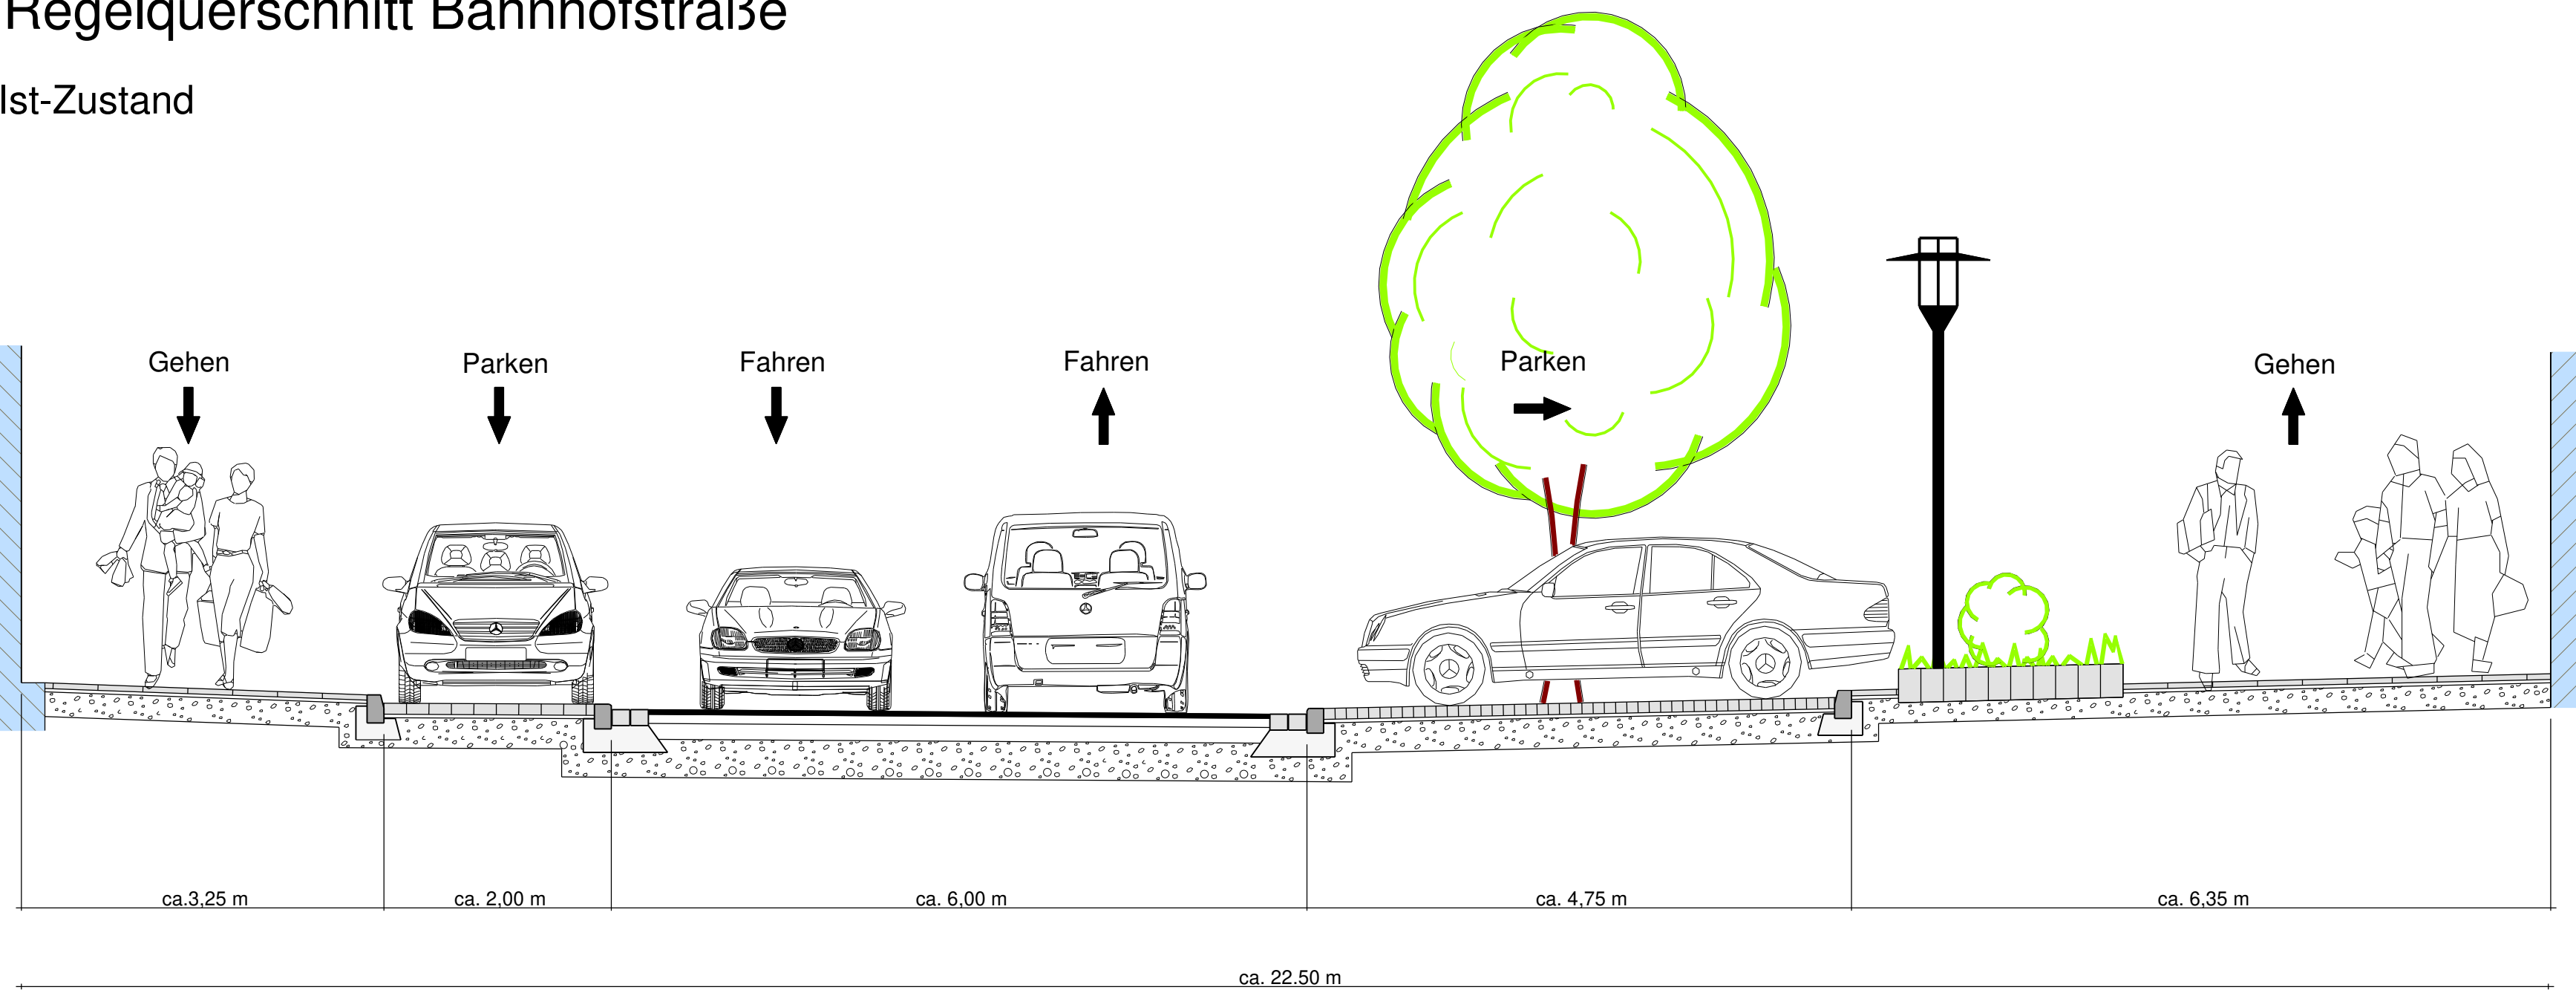 Regelquerschnitt Bahnhofstraße
Ist-Zustand
Gehen
Parken
Fahren
Fahren
Parken
Gehen
ca.3,25 m
ca. 2,00 m
ca. 6,00 m
ca. 4,75 m
ca. 6,35 m
ca. 22.50 m